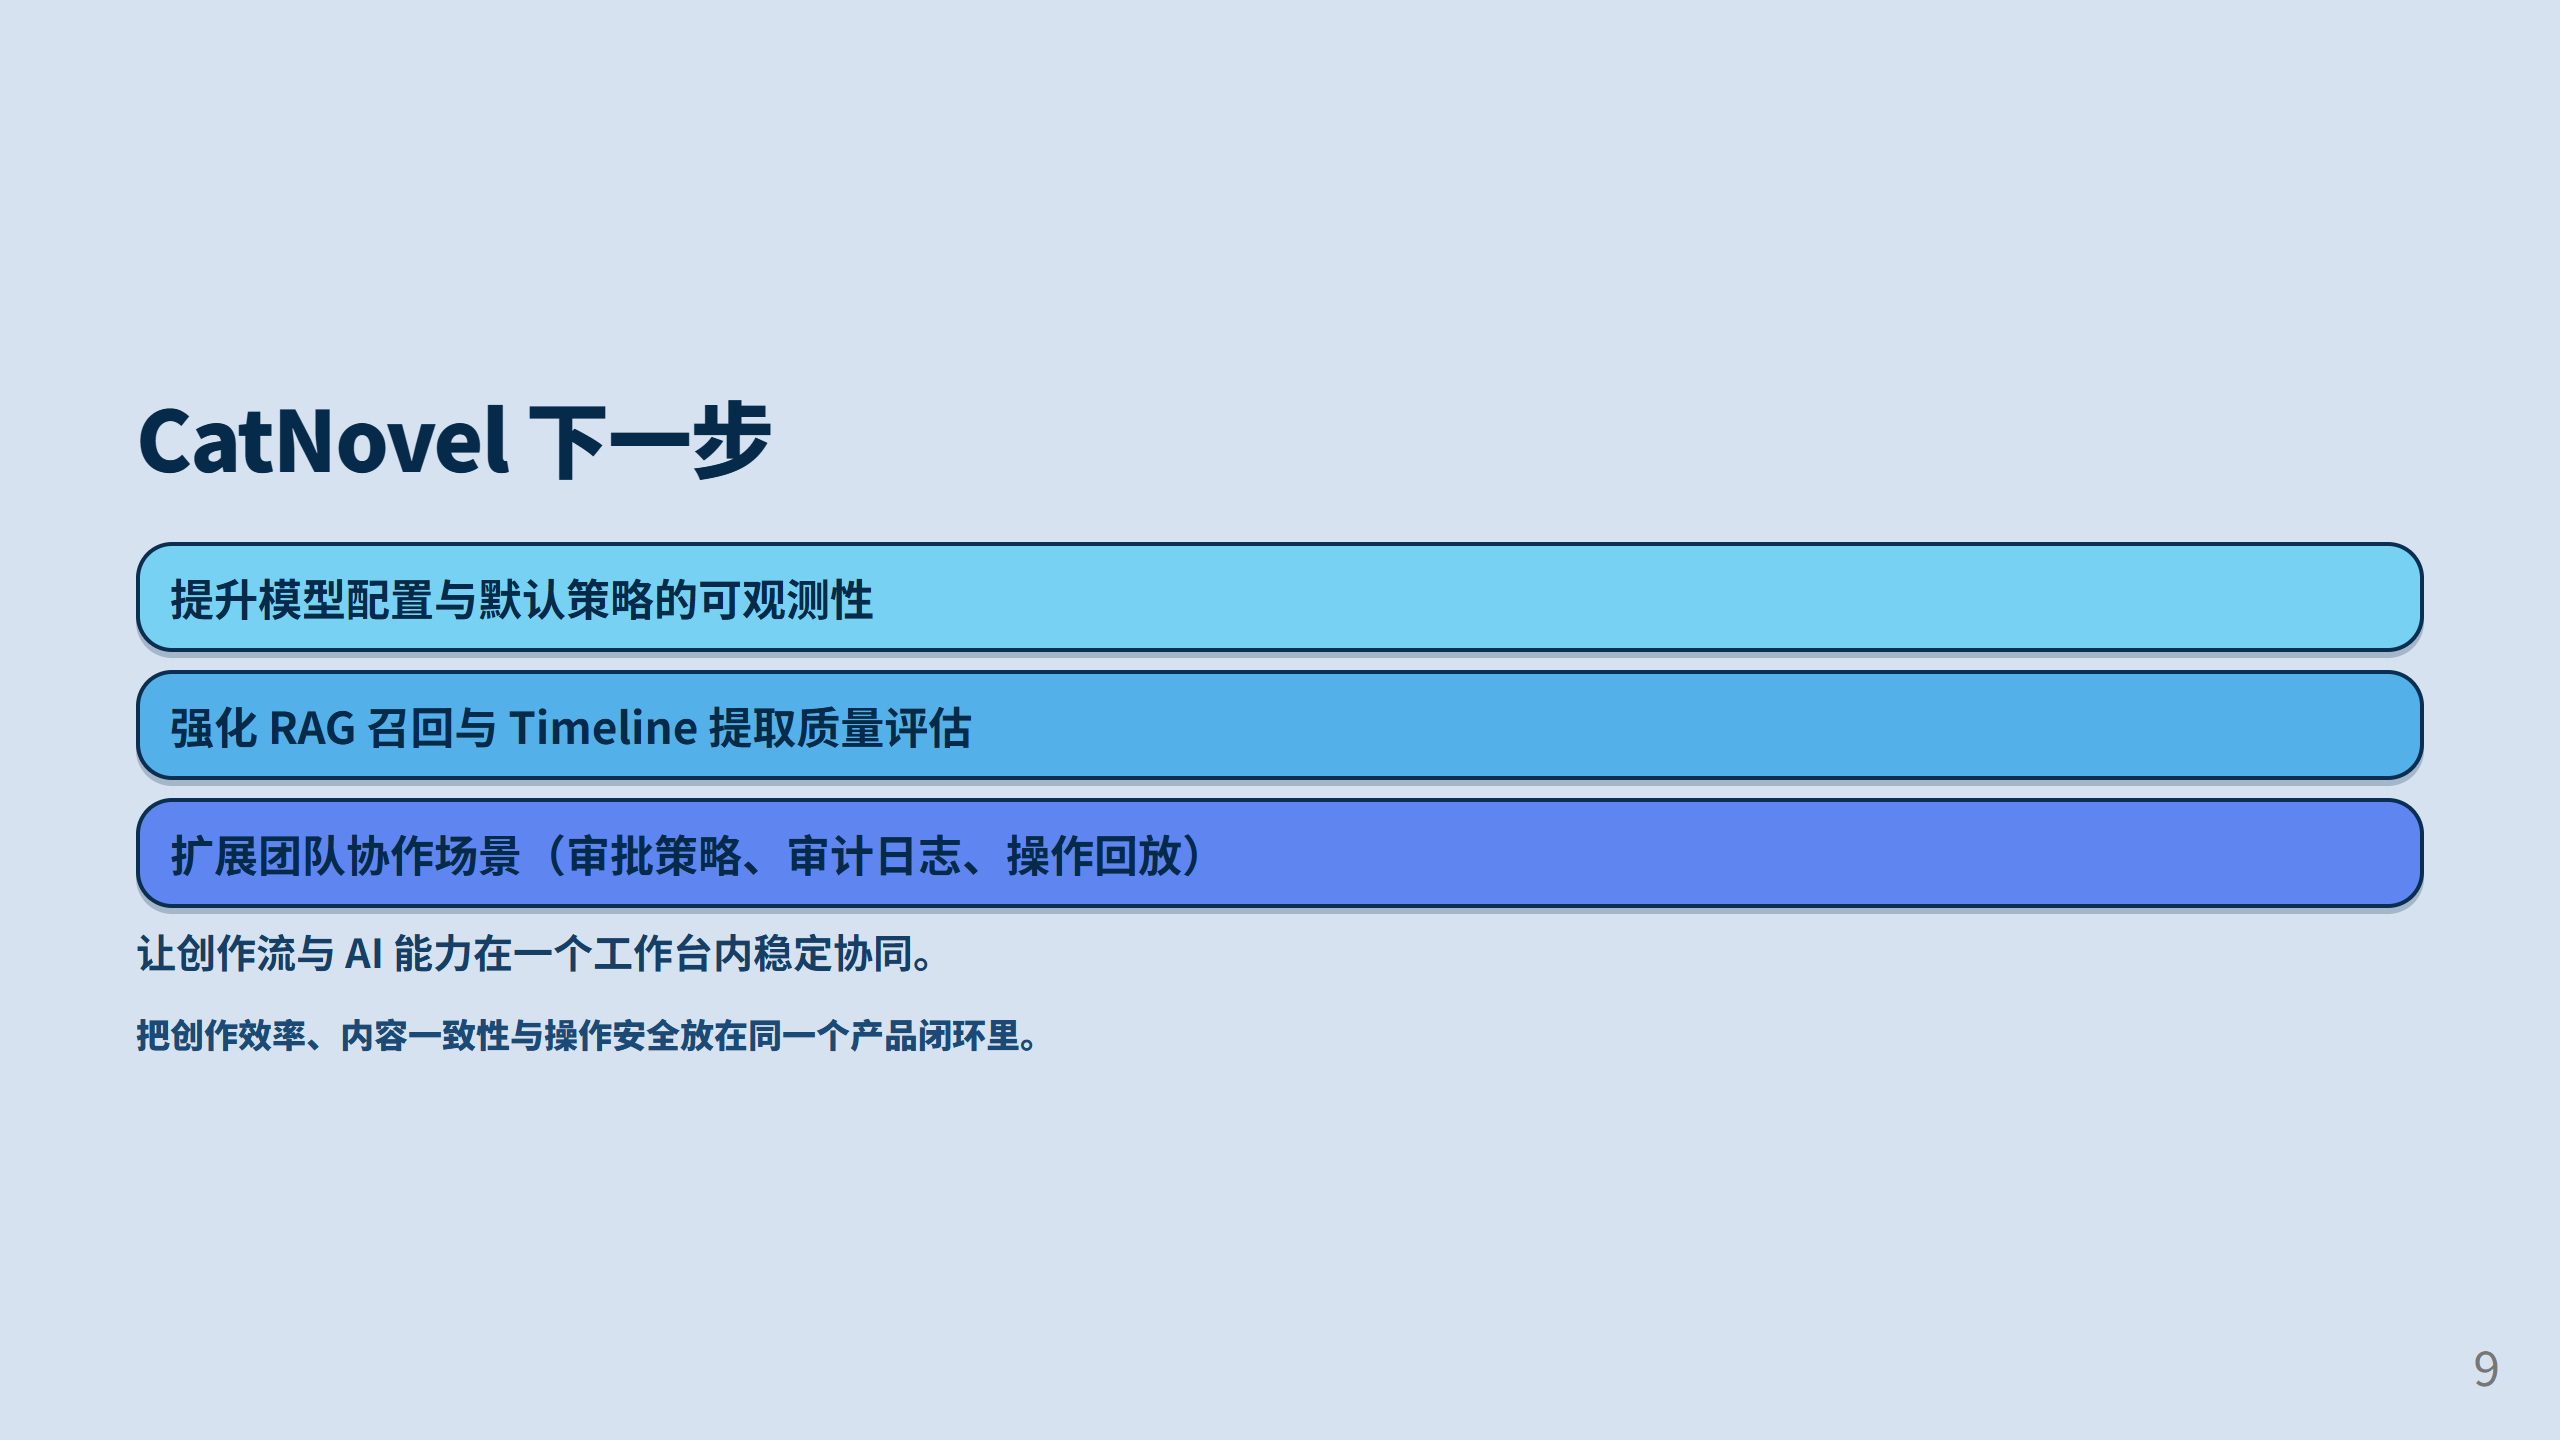 CatNovel 下一步
提升模型配置与默认策略的可观测性
强化 RAG 召回与 Timeline 提取质量评估
扩展团队协作场景（审批策略、审计日志、操作回放）
让创作流与 AI 能力在一个工作台内稳定协同。
把创作效率、内容一致性与操作安全放在同一个产品闭环里。
9